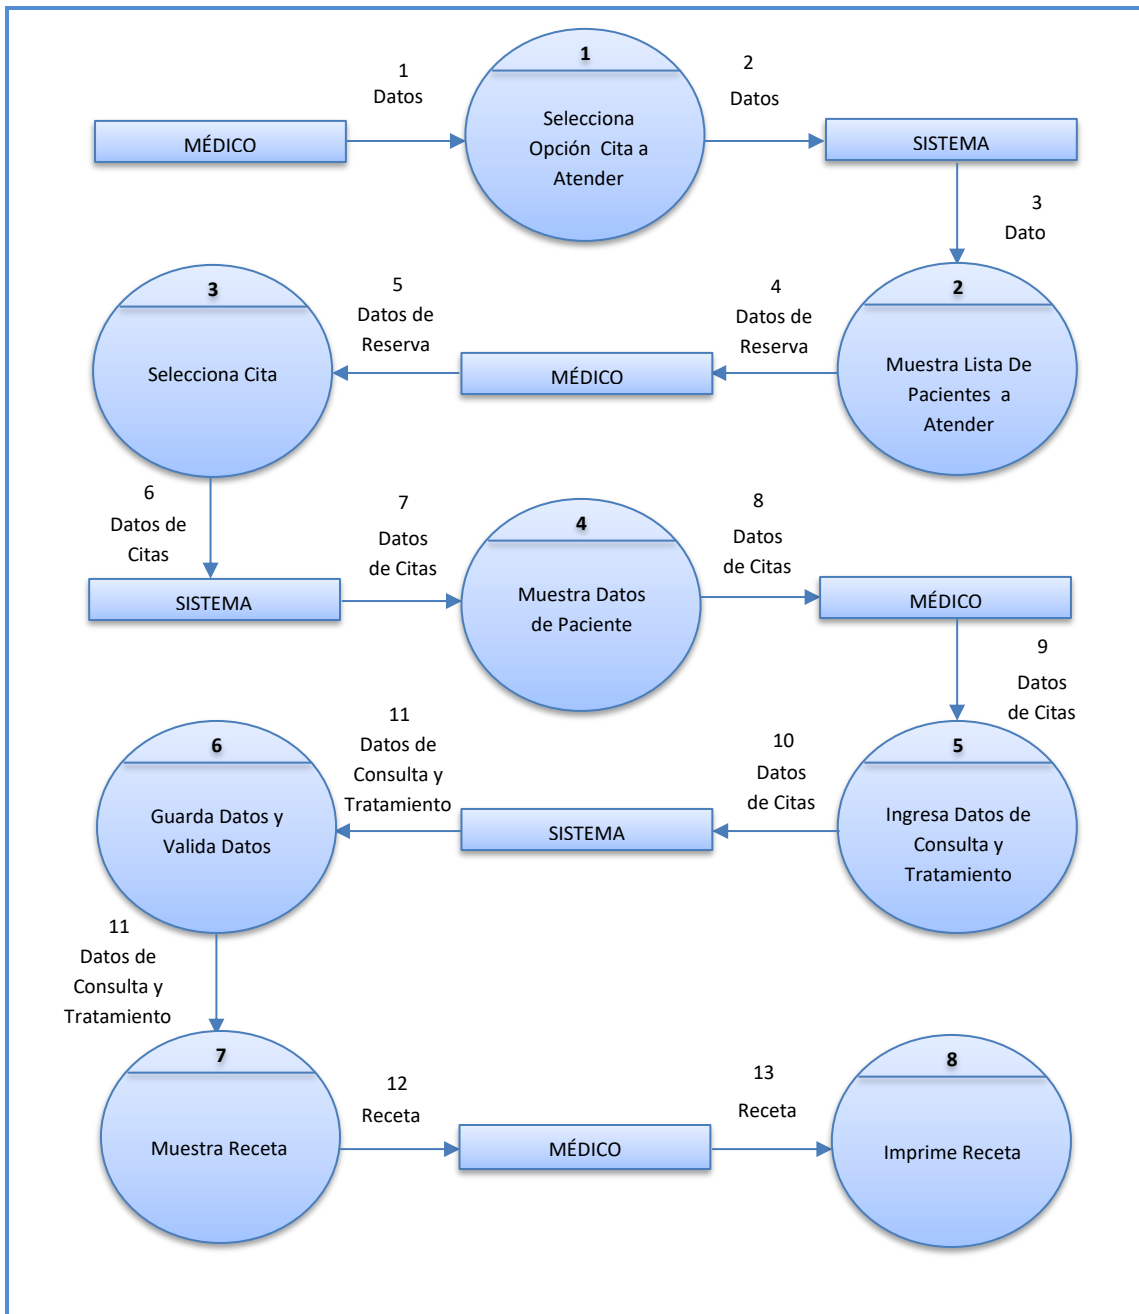 1
Datos
MÉDICO
1
Selecciona
Opción Cita a
Atender
2
Datos
SISTEMA
3
Dato
2
Muestra Lista De
Pacientes a
Atender
4
Datos de
Reserva
MÉDICO
5
Datos de
Reserva
3
Selecciona Cita
6
Datos de
Citas
SISTEMA
7
Datos
de Citas
4
Muestra Datos
de Paciente
8
Datos
de Citas
MÉDICO
9
Datos
de Citas
5
Ingresa Datos de
Consulta y
Tratamiento
10
Datos
de Citas
SISTEMA
11
Datos de
Consulta y
Tratamiento
6
Guarda Datos y
Valida Datos
11
Datos de
Consulta y
Tratamiento
7
Muestra Receta
12
Receta
MÉDICO
13
Receta
8
Imprime Receta